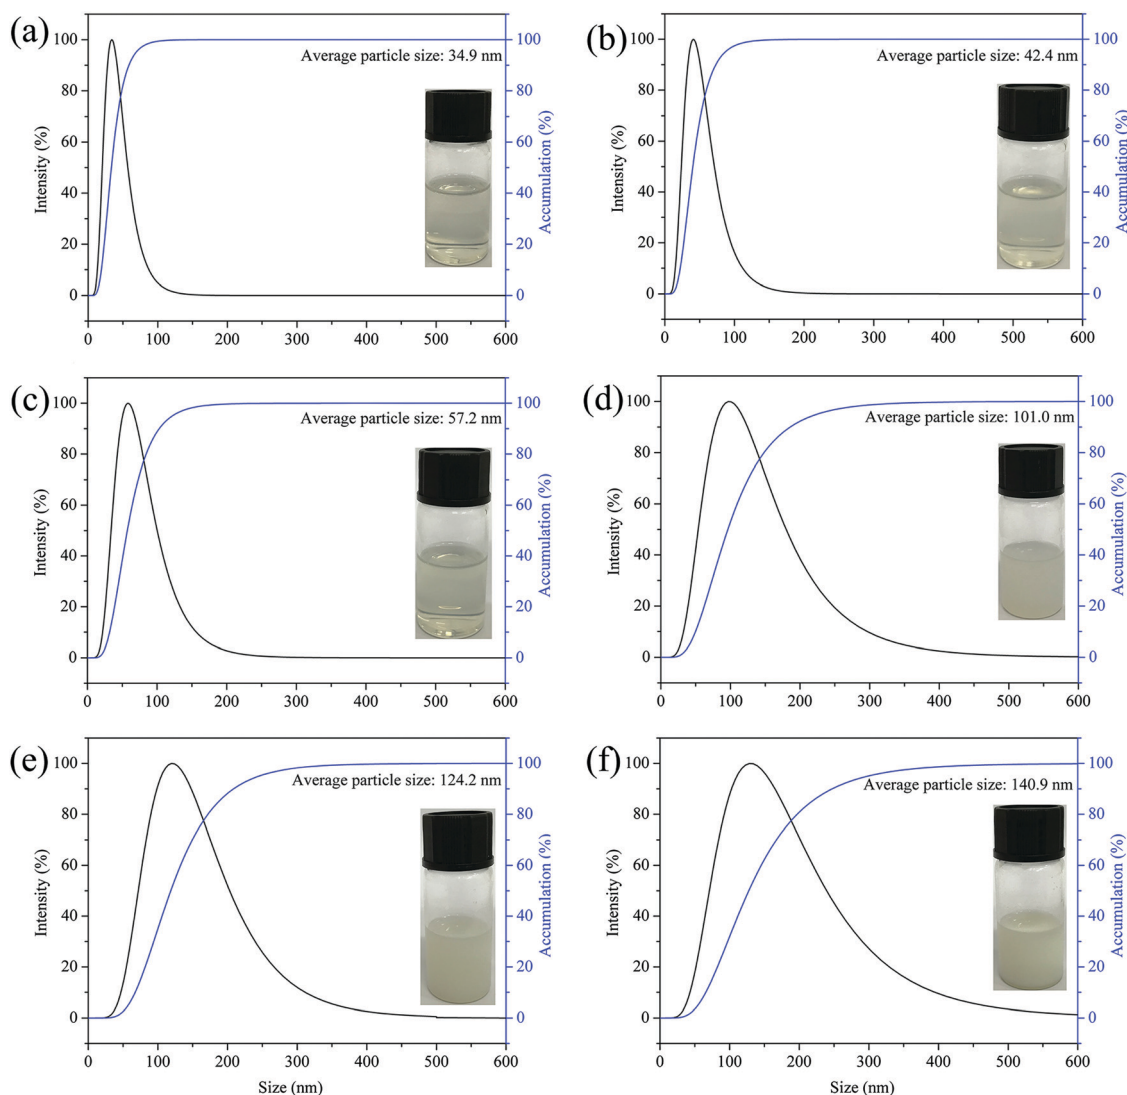 (a)
Average particle size: 34.9 nm
Intensity (%)
100
80
60
40
20
0
0 100 200 300 400 500 600
100
80
60
40
20
0
Accumulation (%)
(b)
Average particle size: 42.4 nm
Intensity (%)
100
80
60
40
20
0
0 100 200 300 400 500 600
100
80
60
40
20
0
Accumulation (%)
(c)
Average particle size: 57.2 nm
Intensity (%)
100
80
60
40
20
0
0 100 200 300 400 500 600
100
80
60
40
20
0
Accumulation (%)
(d)
Average particle size: 101.0 nm
Intensity (%)
100
80
60
40
20
0
0 100 200 300 400 500 600
100
80
60
40
20
0
Accumulation (%)
(e)
Average particle size: 124.2 nm
Intensity (%)
100
80
60
40
20
0
0 100 200 300 400 500 600
Size (nm)
100
80
60
40
20
0
Accumulation (%)
(f)
Average particle size: 140.9 nm
Intensity (%)
100
80
60
40
20
0
0 100 200 300 400 500 600
Size (nm)
100
80
60
40
20
0
Accumulation (%)